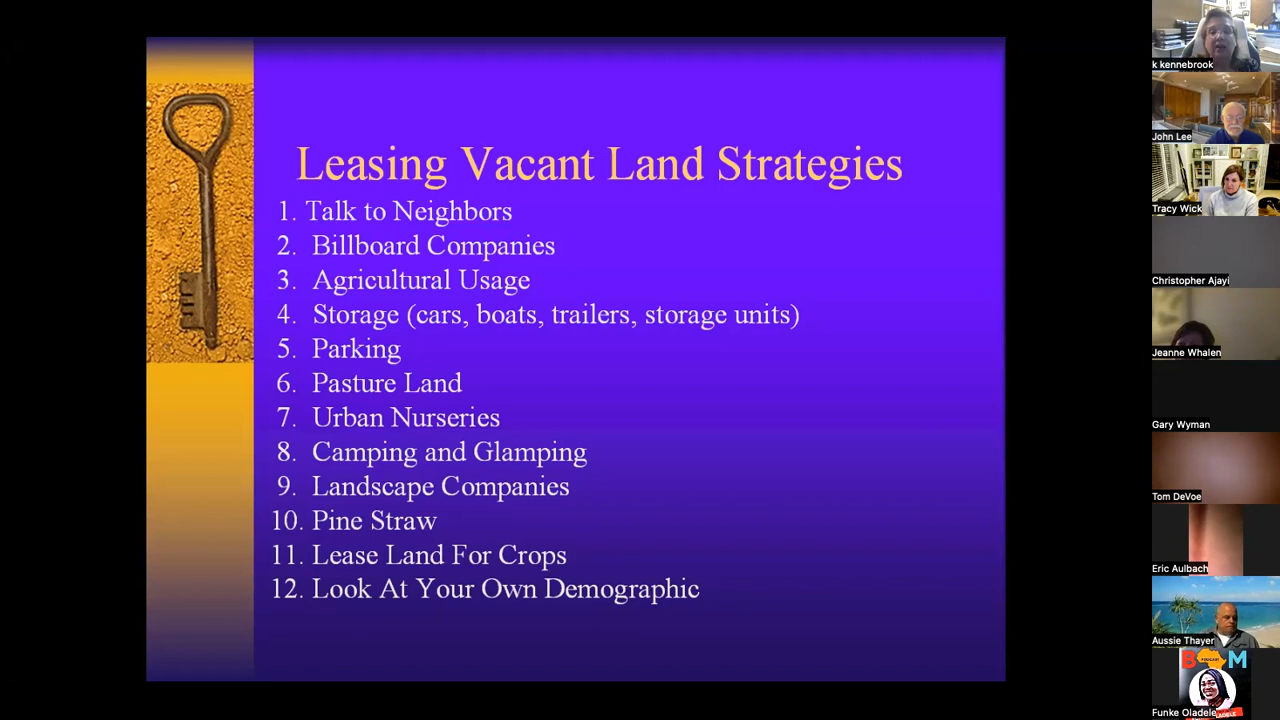 Leasing Vacant Land Strategies
1. Talk to Neighbors
2. Billboard Companies
3. Agricultural Usage
4. Storage (cars, boats, trailers, storage units)
5. Parking
6. Pasture Land
7. Urban Nurseries
8. Camping and Glamping
9. Landscape Companies
10. Pine Straw
11. Lease Land For Crops
12. Look At Your Own Demographic
k kennebrook
John Lee
Tracy Wick
Christopher Ajayi
Jeanne Whalen
Gary Wyman
Tom DeVoe
Eric Aulbach
Aussie Thayer
PODCAST
Funke Oladele